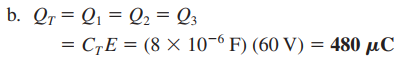 b. Q_T = Q_1 = Q_2 = Q_3
= C_T E = (8 × 10⁻⁶ F) (60 V) = 480 μC